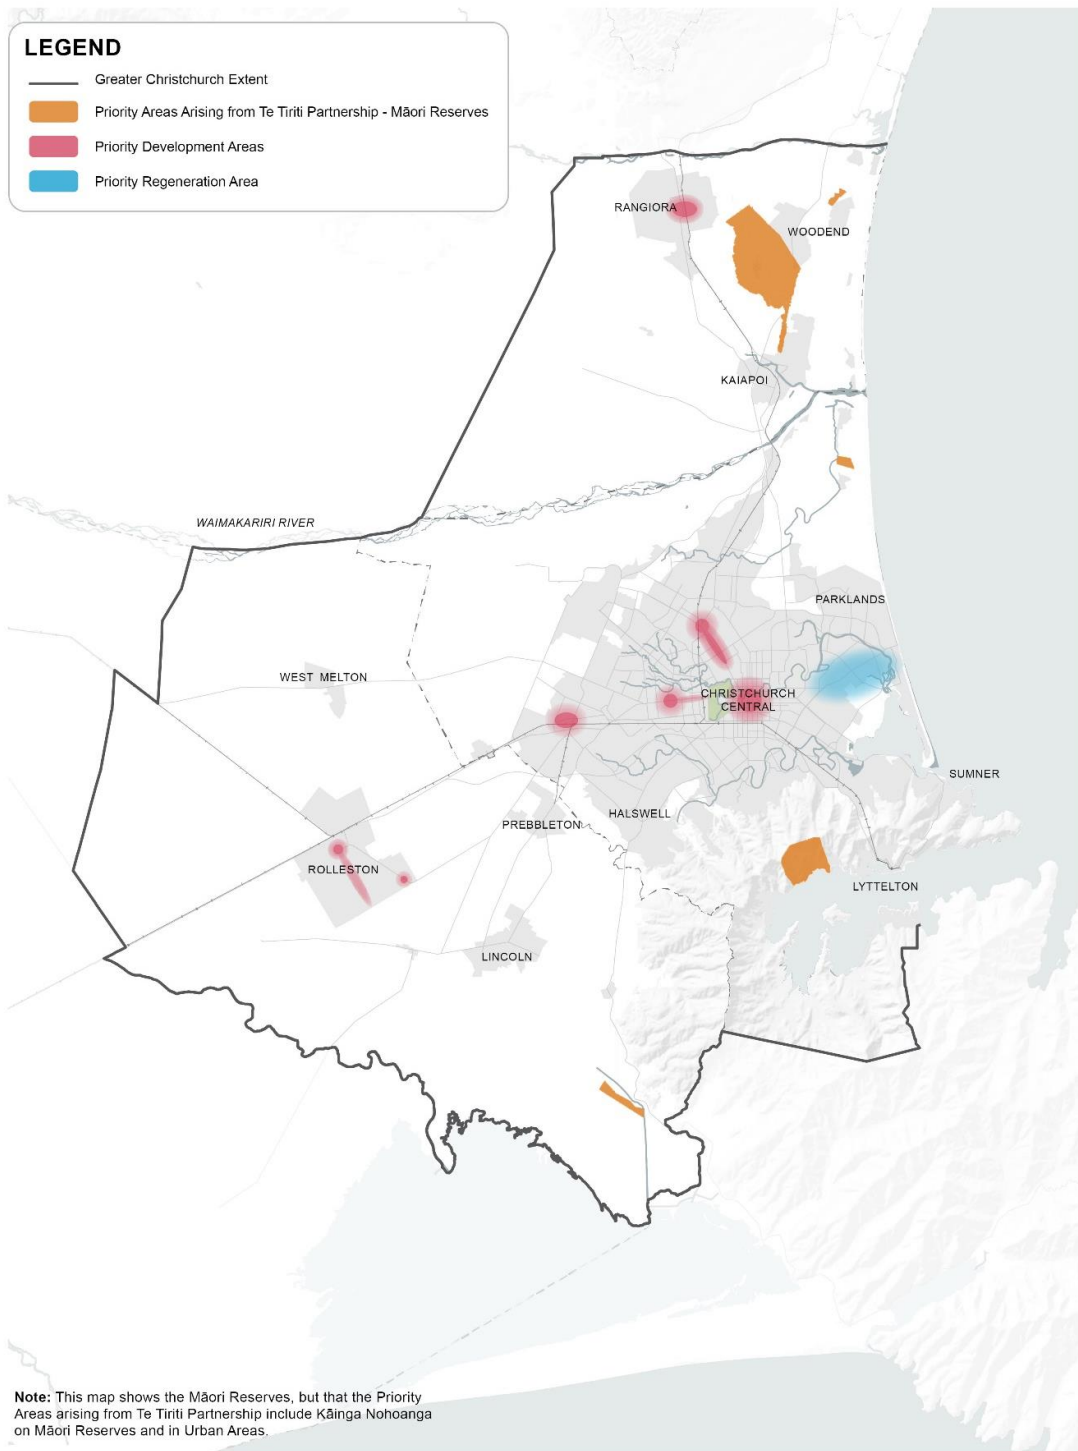 LEGEND
Greater Christchurch Extent
Priority Areas Arising from Te Tiriti Partnership - Māori Reserves
Priority Development Areas
Priority Regeneration Area
RANGIORA
WOODEND
KAIAPOI
WAIMAKARIRI RIVER
PARKLANDS
WEST MELTON
CHRISTCHURCH
CENTRAL
SUMNER
HALSWELL
PREBBLETON
ROLLESTON
LYTTELTON
LINCOLN
Note: This map shows the Māori Reserves, but that the Priority
Areas arising from Te Tiriti Partnership include Kāinga Nohoanga
on Māori Reserves and in Urban Areas.